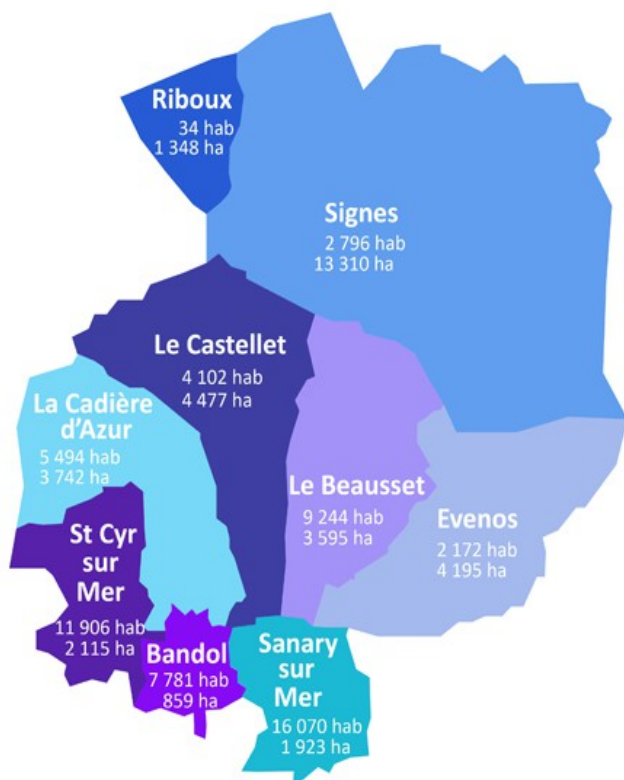 Riboux
34 hab
1 348 ha
Signes
2 796 hab
13 310 ha
Le Castellet
4 102 hab
4 477 ha
La Cadière
d'Azur
5 494 hab
3 742 ha
Le Beausset
9 244 hab
3 595 ha
Evenos
2 172 hab
4 195 ha
St Cyr
sur
Mer
11 906 hab
2 115 ha
Bandol
7 781 hab
859 ha
Sanary
sur
Mer
16 070 hab
1 923 ha